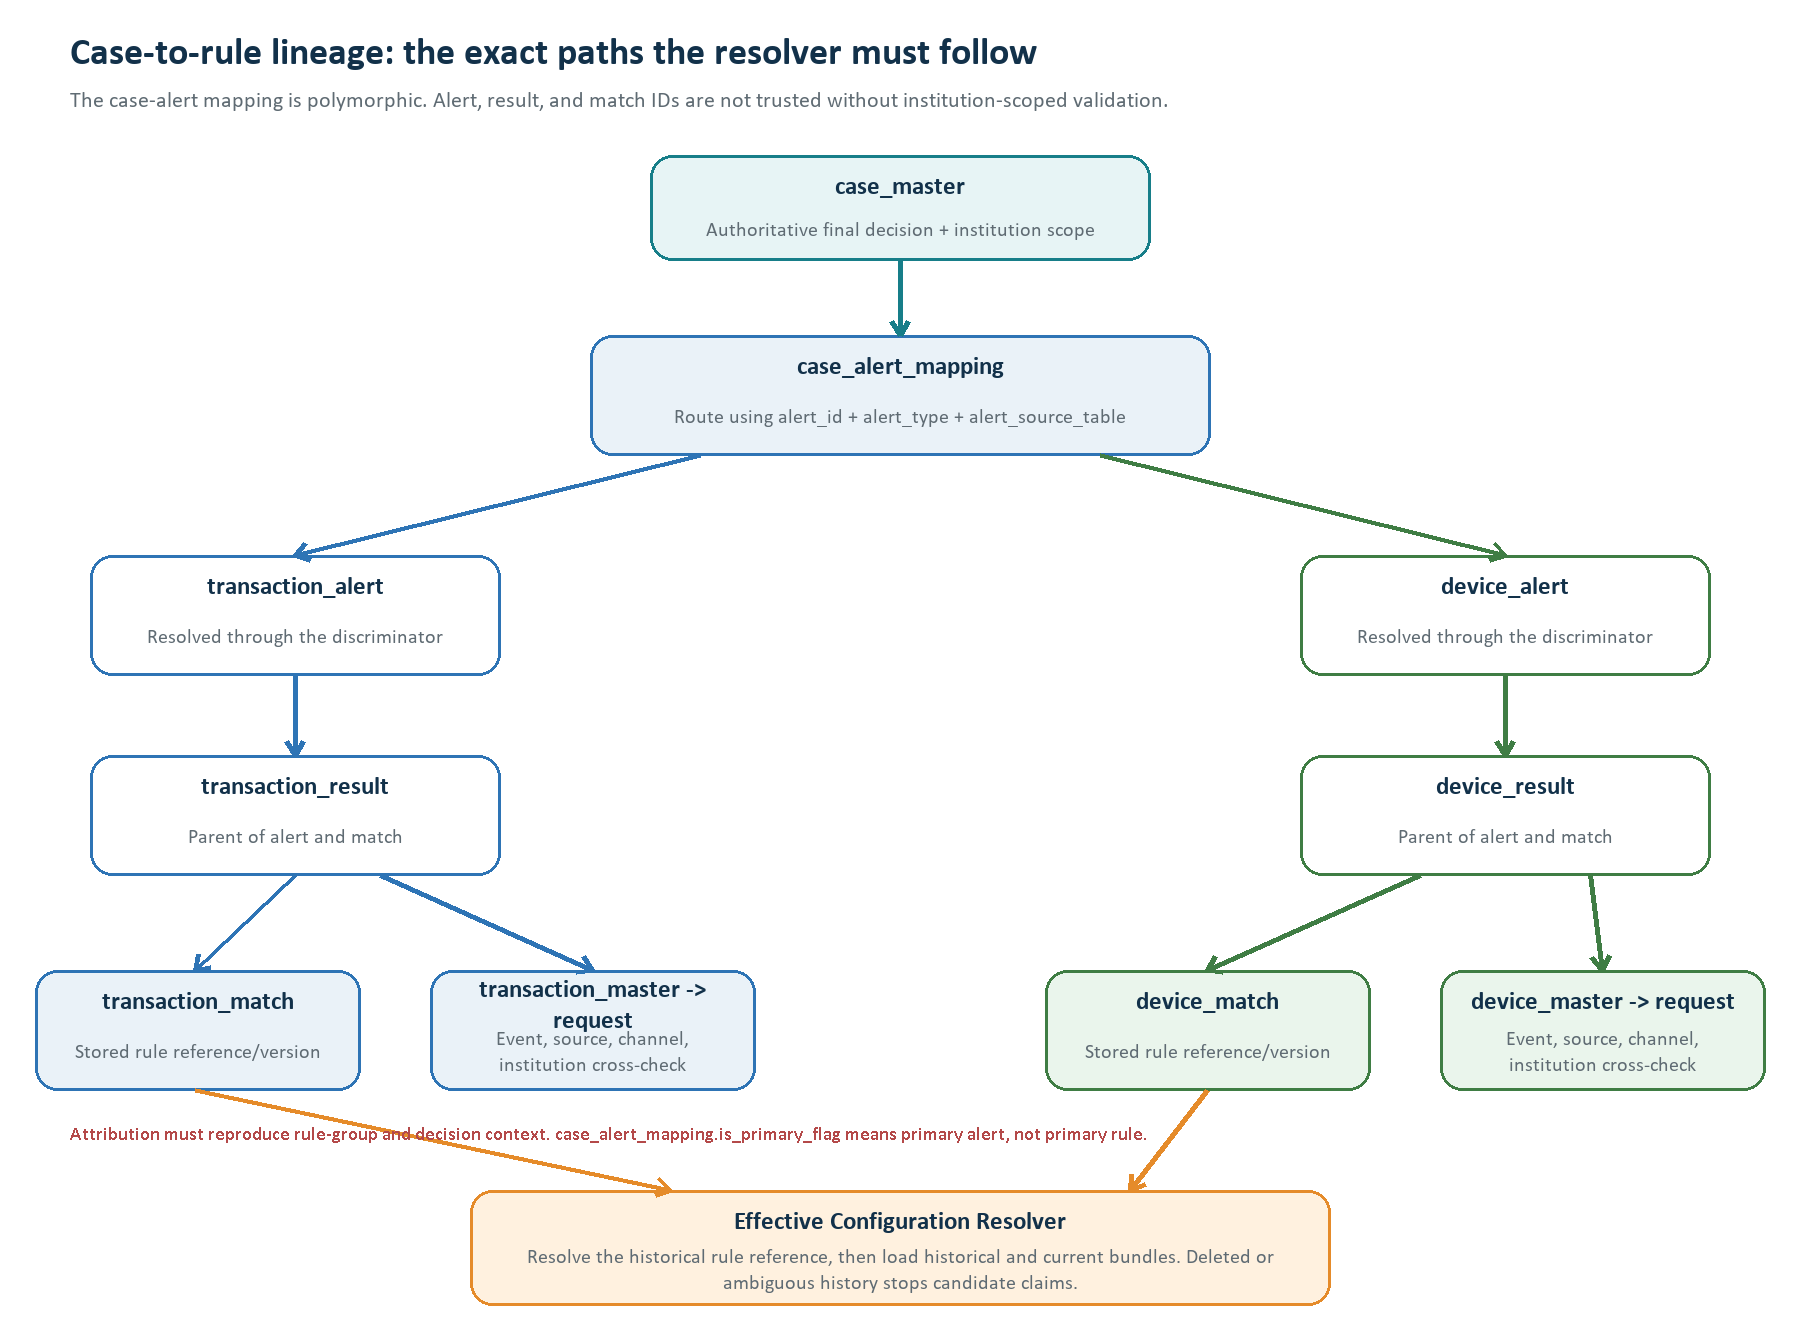 Case-to-rule lineage: the exact paths the resolver must follow
The case-alert mapping is polymorphic. Alert, result, and match IDs are not trusted without institution-scoped validation.
case_master
Authoritative final decision + institution scope
case_alert_mapping
Route using alert_id + alert_type + alert_source_table
transaction_alert
Resolved through the discriminator
device_alert
Resolved through the discriminator
transaction_result
Parent of alert and match
device_result
Parent of alert and match
transaction_match
Stored rule reference/version
transaction_master ->
request
Event, source, channel,
institution cross-check
device_match
Stored rule reference/version
device_master -> request
Event, source, channel,
institution cross-check
Attribution must reproduce rule-group and decision context. case_alert_mapping.is_primary_flag means primary alert, not primary rule.
Effective Configuration Resolver
Resolve the historical rule reference, then load historical and current bundles. Deleted or
ambiguous history stops candidate claims.